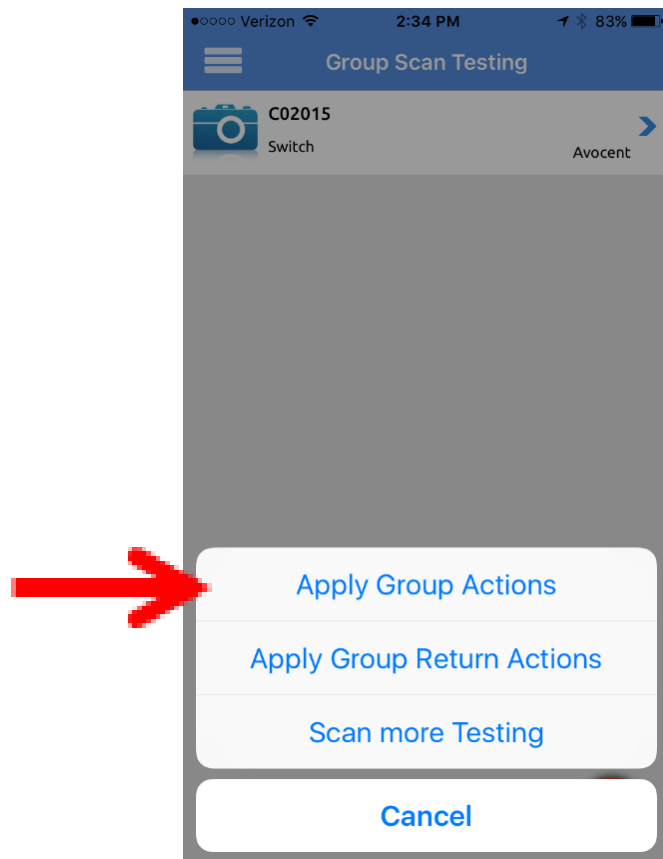 Verizon 2:34 PM 83%
Group Scan Testing
C02015
Switch
Avocent
Apply Group Actions
Apply Group Return Actions
Scan more Testing
Cancel